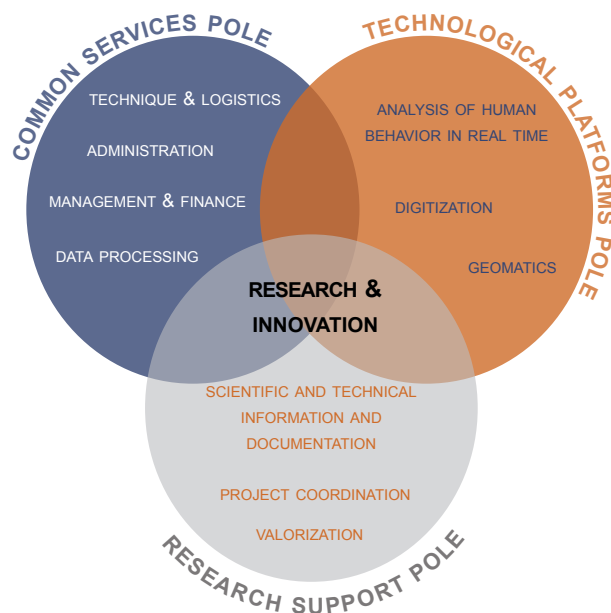 COMMON SERVICES POLE
TECHNIQUE & LOGISTICS
ADMINISTRATION
MANAGEMENT & FINANCE
DATA PROCESSING
TECHNOLOGICAL PLATFORMS POLE
ANALYSIS OF HUMAN
BEHAVIOR IN REAL TIME
DIGITIZATION
GEOMATICS
RESEARCH &
INNOVATION
SCIENTIFIC AND TECHNICAL
INFORMATION AND
DOCUMENTATION
PROJECT COORDINATION
VALORIZATION
RESEARCH SUPPORT POLE